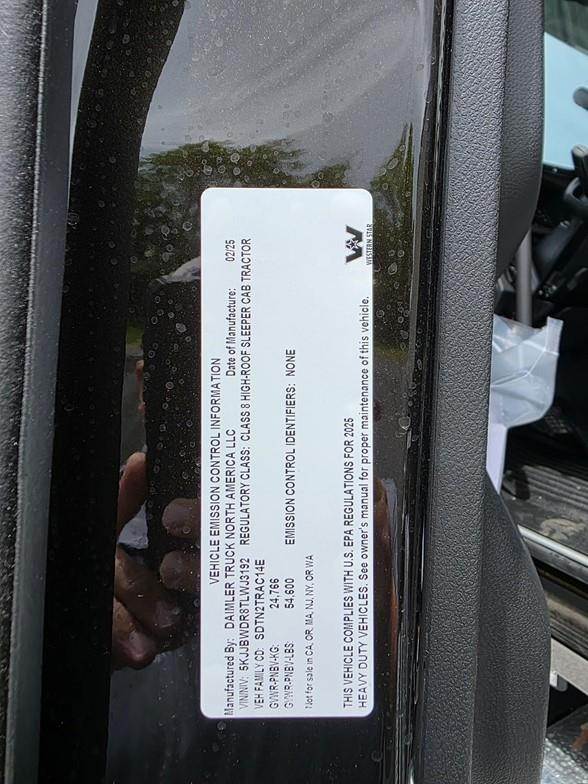 VEHICLE EMISSION CONTROL INFORMATION
Manufactured By: DAIMLER TRUCK NORTH AMERICA LLC Date of Manufacture: 02/25
VIN/NIV: 5KJJBWDR8TLWJ3192 REGULATORY CLASS: CLASS 8 HIGH-ROOF SLEEPER CAB TRACTOR
VEH FAMILY CD: SDTN2TRAC14E
GVWR-PNBV-KG: 24,766
GVWR-PNBV-LBS: 54,600 EMISSION CONTROL IDENTIFIERS: NONE
Not for sale in CA, OR, MA, NJ, NY, OR WA
THIS VEHICLE COMPLIES WITH U.S. EPA REGULATIONS FOR 2025
HEAVY DUTY VEHICLES. See owner's manual for proper maintenance of this vehicle.
WESTERN STAR